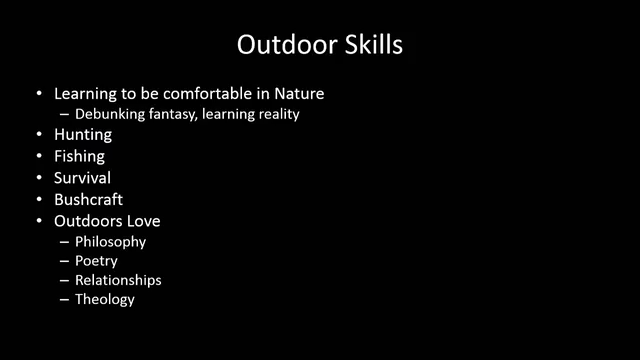 Outdoor Skills
• Learning to be comfortable in Nature
– Debunking fantasy, learning reality
• Hunting
• Fishing
• Survival
• Bushcraft
• Outdoors Love
– Philosophy
– Poetry
– Relationships
– Theology